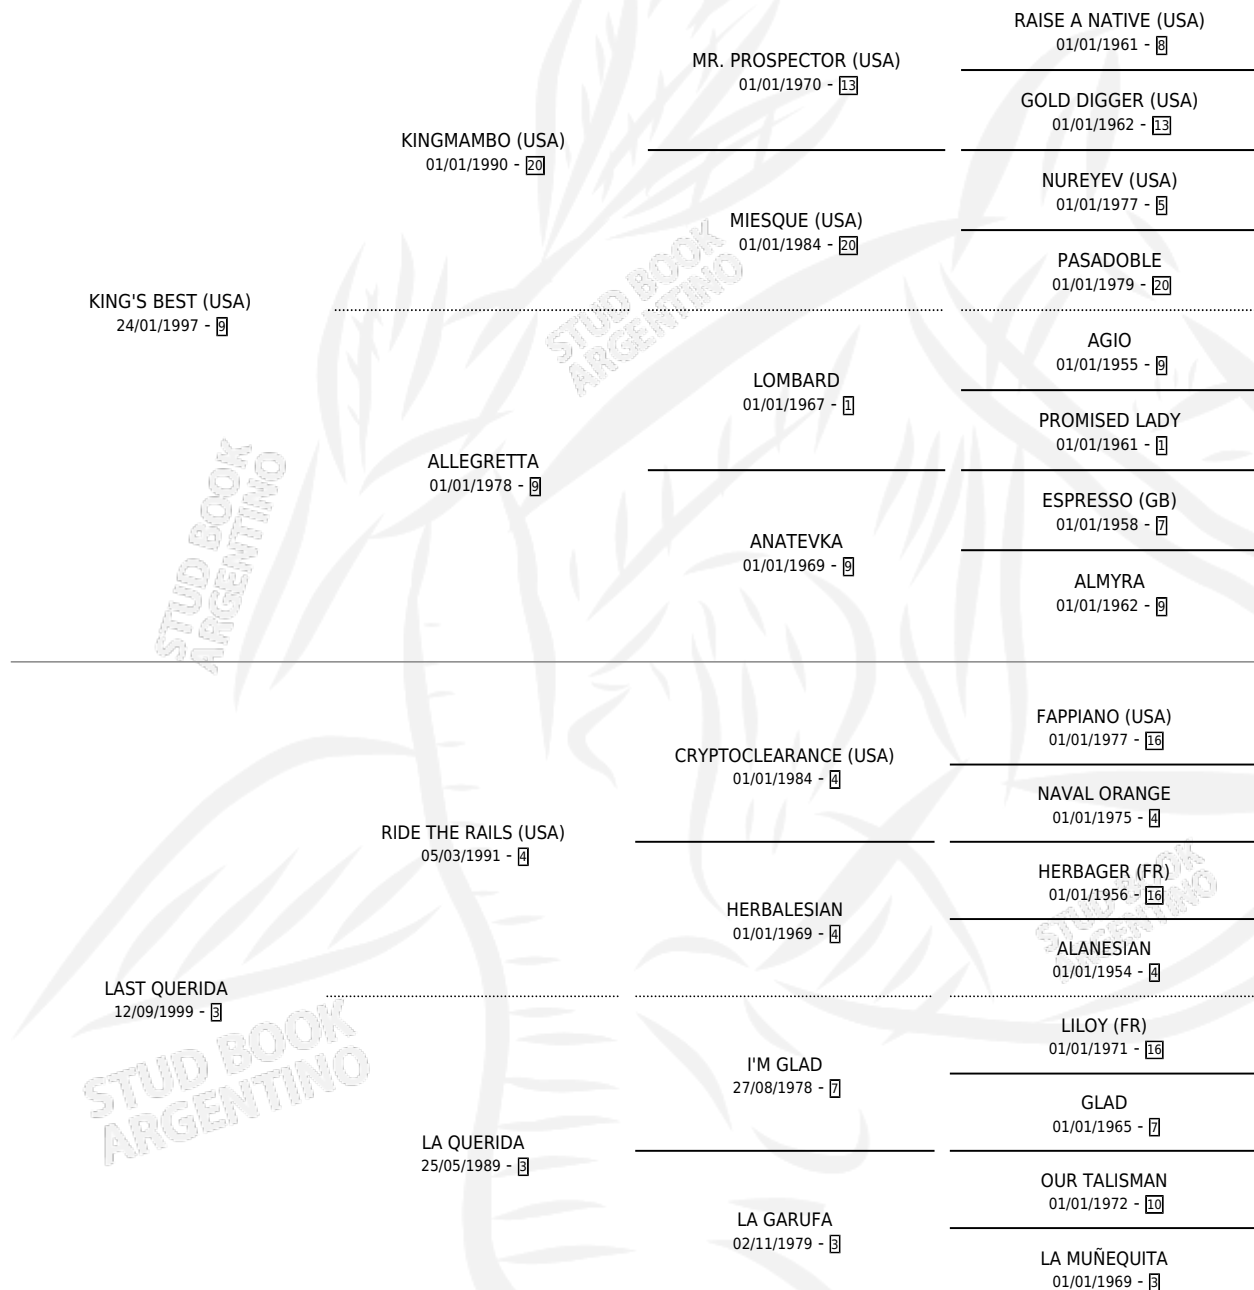 RAISE A NATIVE (USA)
01/01/1961 - 8
MR. PROSPECTOR (USA)
01/01/1970 - 13
GOLD DIGGER (USA)
01/01/1962 - 13
KINGMAMBO (USA)
01/01/1990 - 20
NUREYEV (USA)
01/01/1977 - 5
MIESQUE (USA)
01/01/1984 - 20
PASADOBLE
01/01/1979 - 20
KING'S BEST (USA)
24/01/1997 - 9
STUD BOOK
ARGENTINO
AGIO
01/01/1955 - 9
LOMBARD
01/01/1967 - 1
PROMISED LADY
01/01/1961 - 1
ALLEGRETTA
01/01/1978 - 9
ESPRESSO (GB)
01/01/1958 - 7
ANATEVKA
01/01/1969 - 9
ALMYRA
01/01/1962 - 9
STUD BOOK
ARGENTINO
FAPPIANO (USA)
01/01/1977 - 16
CRYPTOCLEARANCE (USA)
01/01/1984 - 4
NAVAL ORANGE
01/01/1975 - 4
RIDE THE RAILS (USA)
05/03/1991 - 4
HERBAGER (FR)
01/01/1956 - 16
HERBALESIAN
01/01/1969 - 4
STUD BOOK
ARGENTINO
ALANESIAN
01/01/1954 - 4
LAST QUERIDA
12/09/1999 - 3
STUD BOOK
ARGENTINO
LILOY (FR)
01/01/1971 - 16
I'M GLAD
27/08/1978 - 7
GLAD
01/01/1965 - 7
LA QUERIDA
25/05/1989 - 3
OUR TALISMAN
01/01/1972 - 10
LA GARUFA
02/11/1979 - 3
LA MUÑEQUITA
01/01/1969 - 3